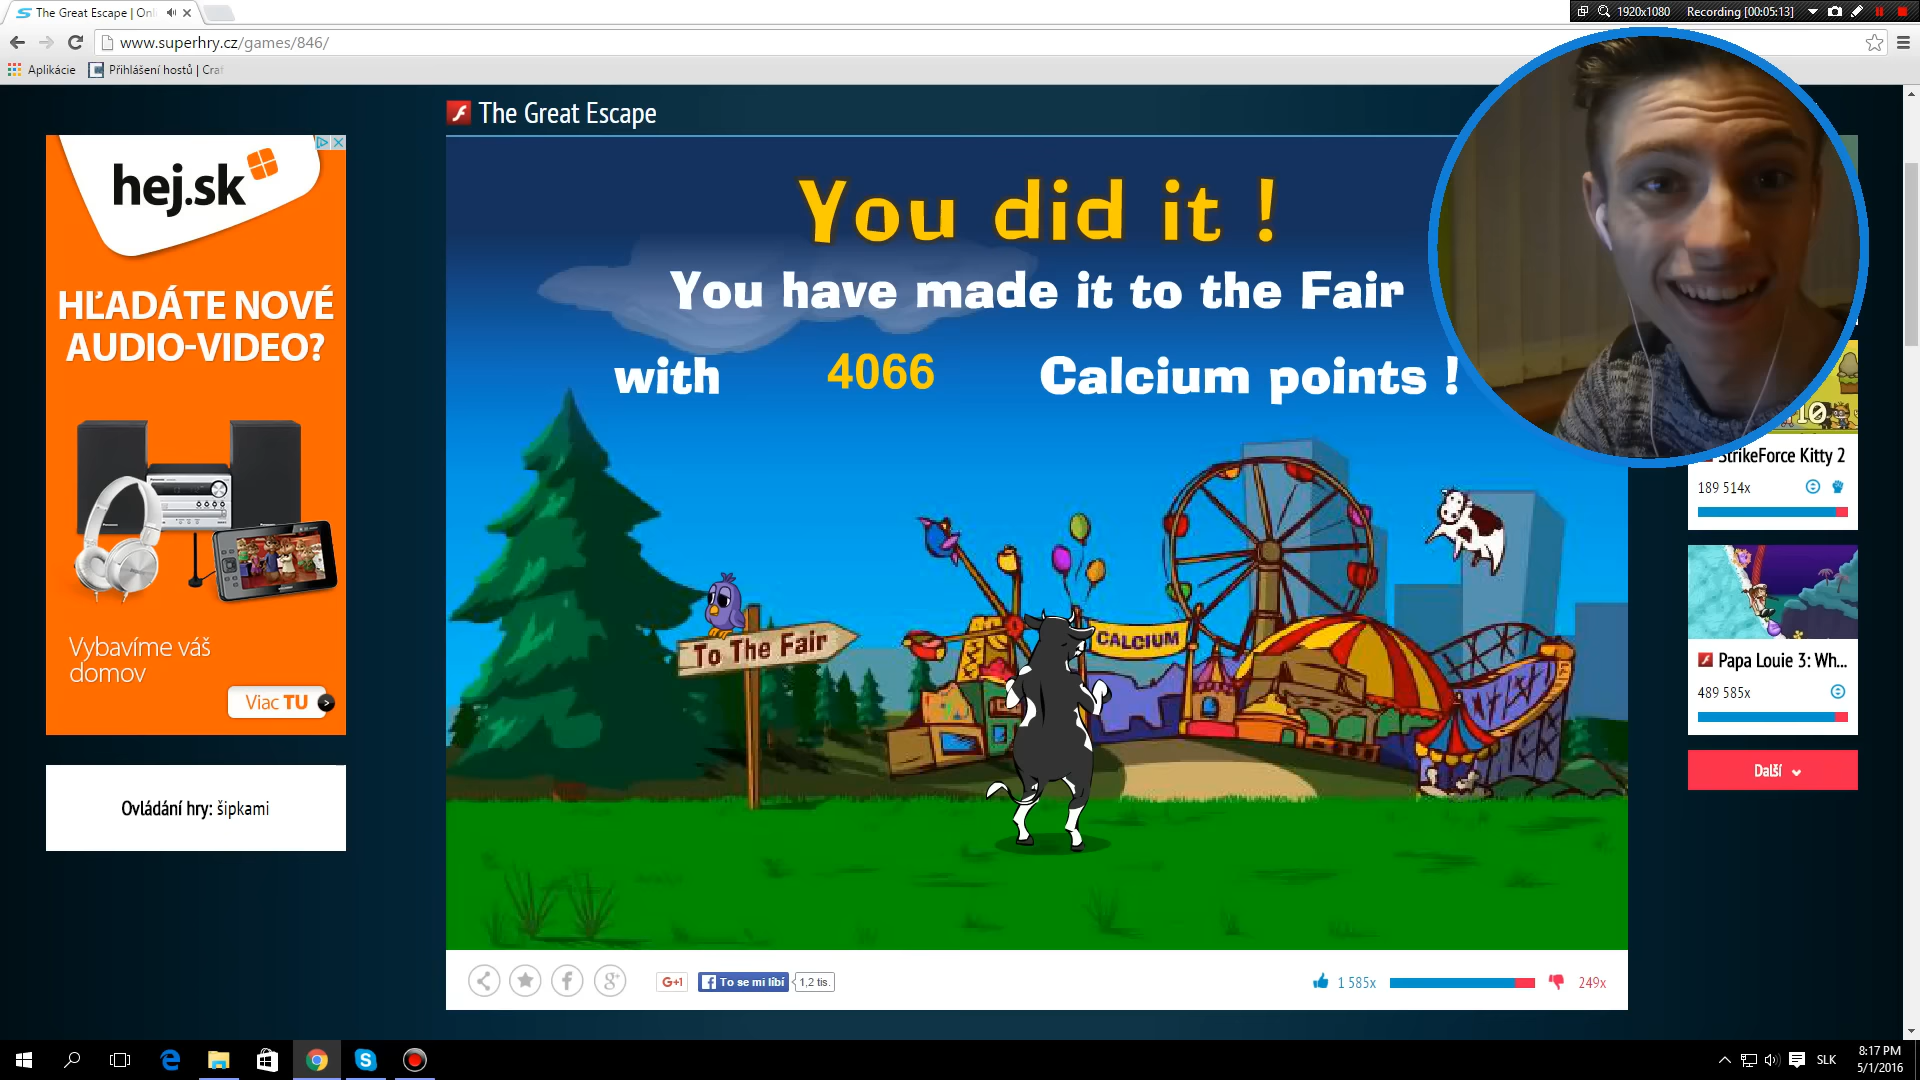 The Great Escape | Onl
1920x1080
Recording [00:05:13]
www.superhry.cz/games/846/
Aplikácie
Přihlášení hostů | Craf
The Great Escape
hej.sk
HĽADÁTE NOVÉ
AUDIO-VIDEO?
Vybavíme váš
domov
Viac TU
Ovládání hry: šipkami
You did it !
You have made it to the Fair
with 4066 Calcium points !
To The Fair
CALCIUM
10
StrikeForce Kitty 2
189 514x
Papa Louie 3: Wh...
489 585x
Další
G+1
To se mi líbí
1,2 tis.
1 585x
249x
SLK
8:17 PM
5/1/2016